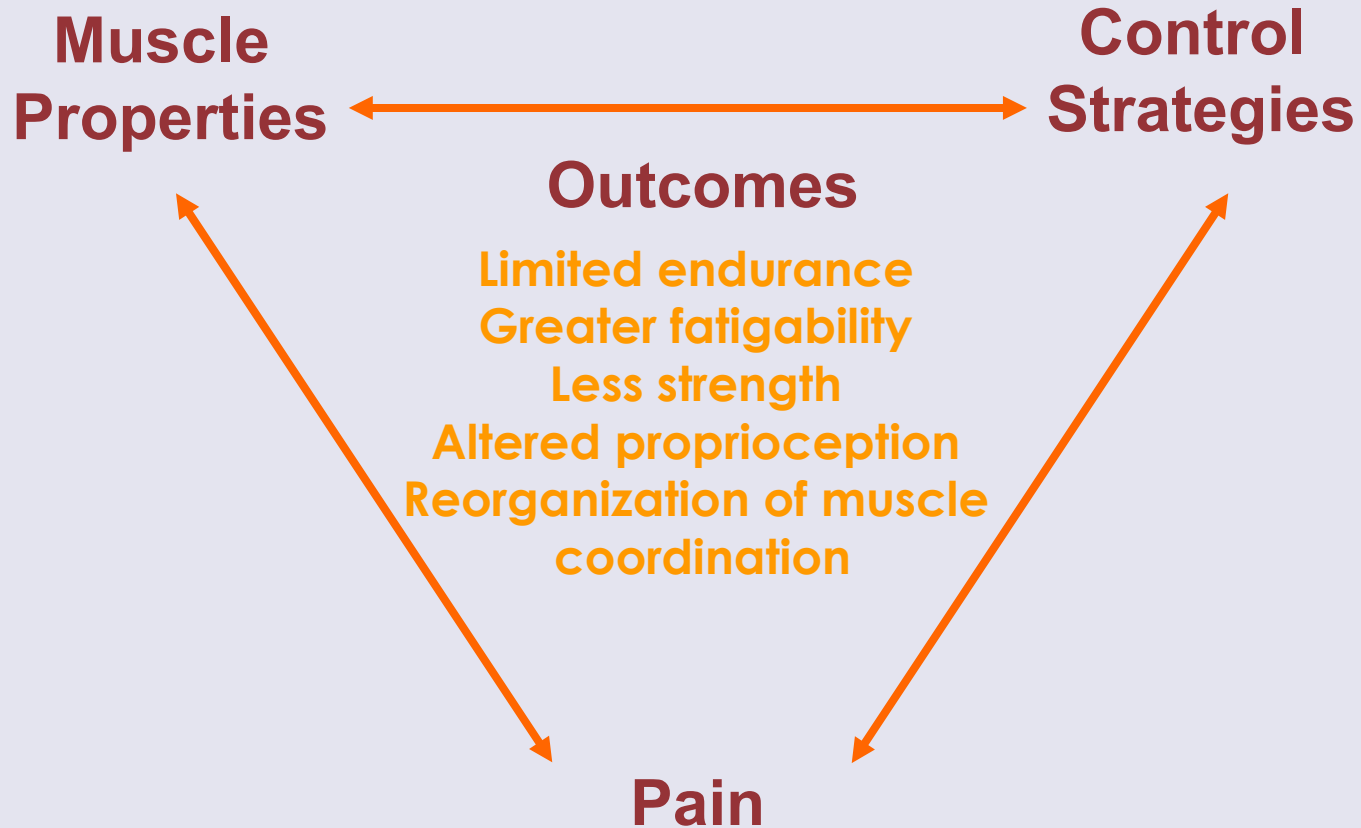 Muscle
Properties
Control
Strategies
Outcomes
Limited endurance
Greater fatigability
Less strength
Altered proprioception
Reorganization of muscle
coordination
Pain